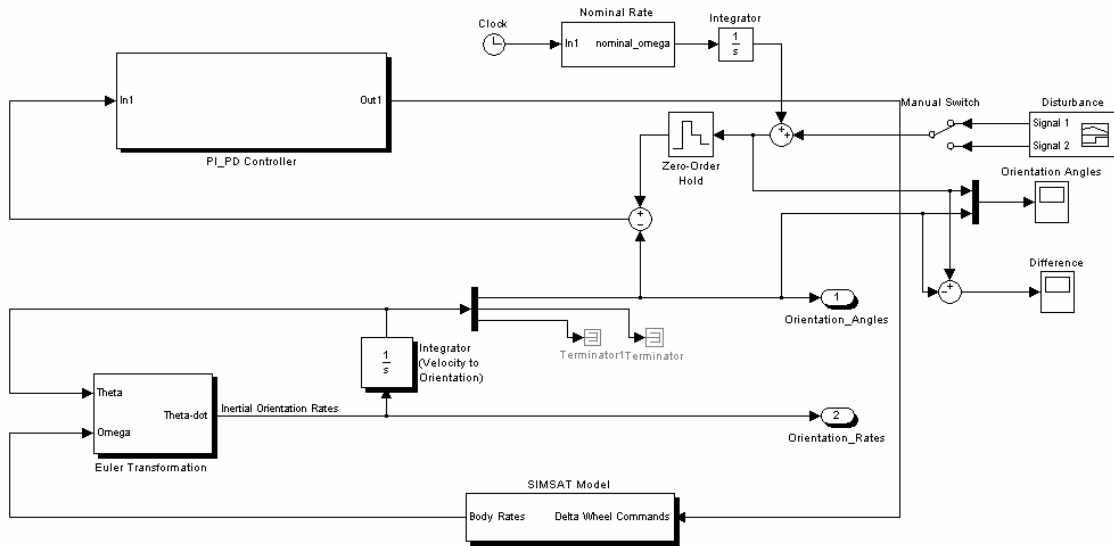 Nominal Rate
Integrator
Clock
In1
nominal_omega
1
s
In1
Out1
PI_PD Controller
Manual Switch
Disturbance
Signal 1
Signal 2
+
+
Zero-Order
Hold
Orientation Angles
+
−
Difference
−
+
1
Orientation_Angles
Terminator1
Terminator
1
s
Integrator
(Velocity to
Orientation)
Theta
Omega
Theta-dot
Inertial Orientation Rates
2
Orientation_Rates
Euler Transformation
SIMSAT Model
Body Rates
Delta Wheel Commands